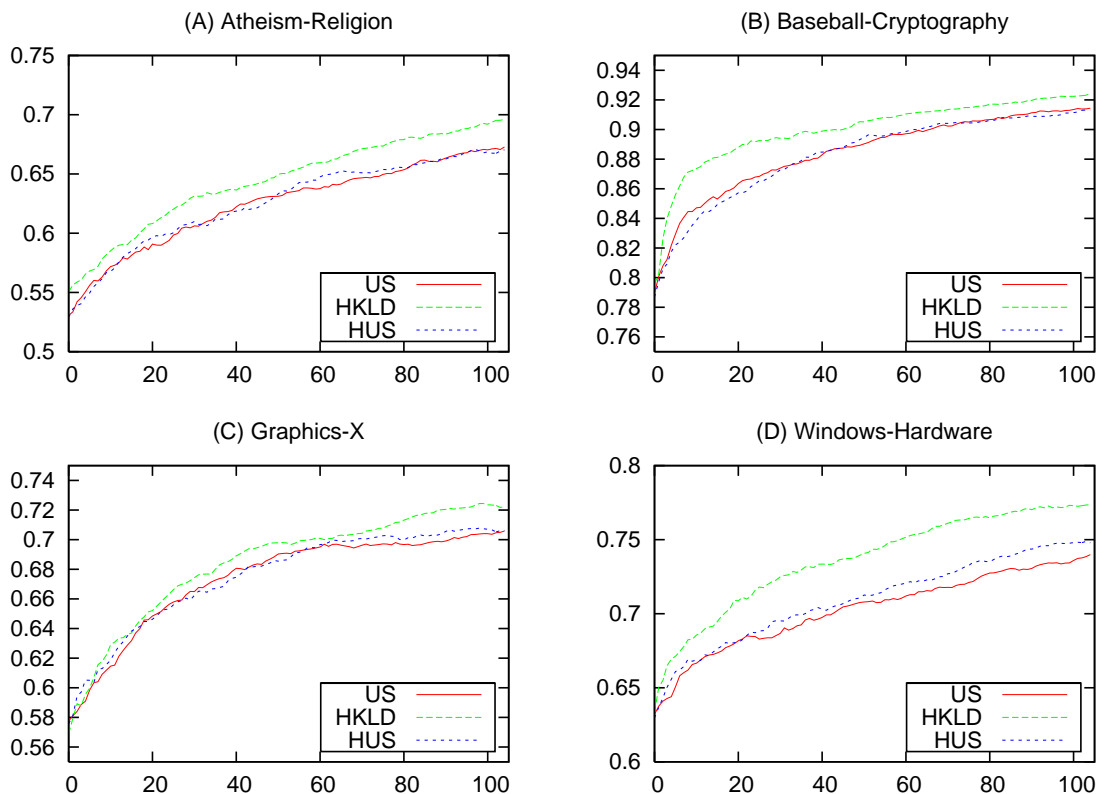 (A) Atheism-Religion
0.75
0.7
0.65
0.6
0.55
0.5
0 20 40 60 80 100
US
HKLD
HUS
(B) Baseball-Cryptography
0.94
0.92
0.9
0.88
0.86
0.84
0.82
0.8
0.78
0.76
0 20 40 60 80 100
US
HKLD
HUS
(C) Graphics-X
0.74
0.72
0.7
0.68
0.66
0.64
0.62
0.6
0.58
0.56
0 20 40 60 80 100
US
HKLD
HUS
(D) Windows-Hardware
0.8
0.75
0.7
0.65
0.6
0 20 40 60 80 100
US
HKLD
HUS